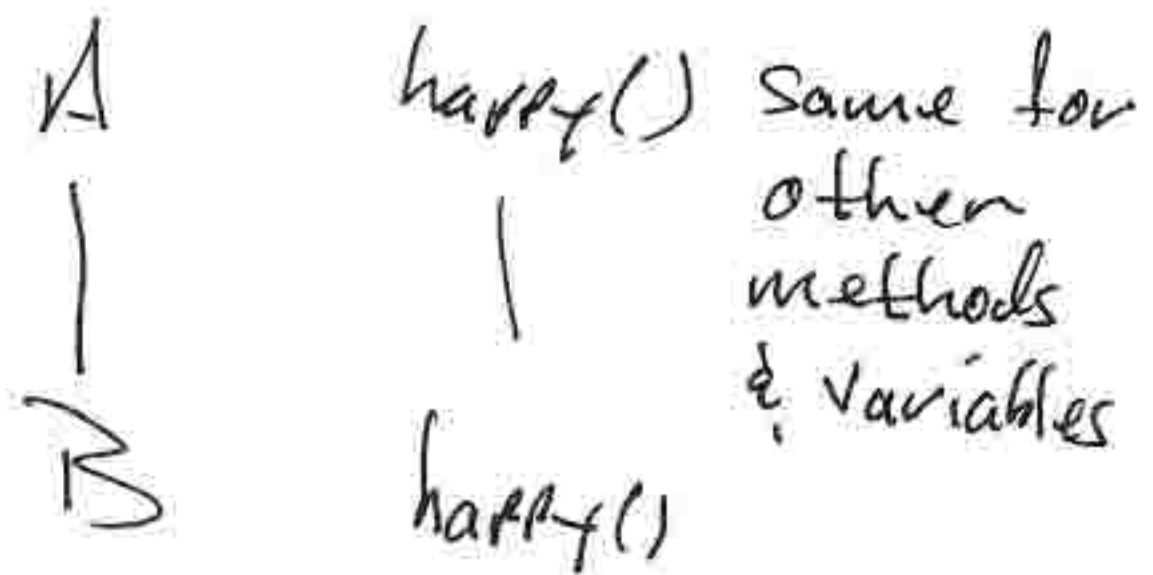 A happy() Same for
other
methods
& variables
B happy()